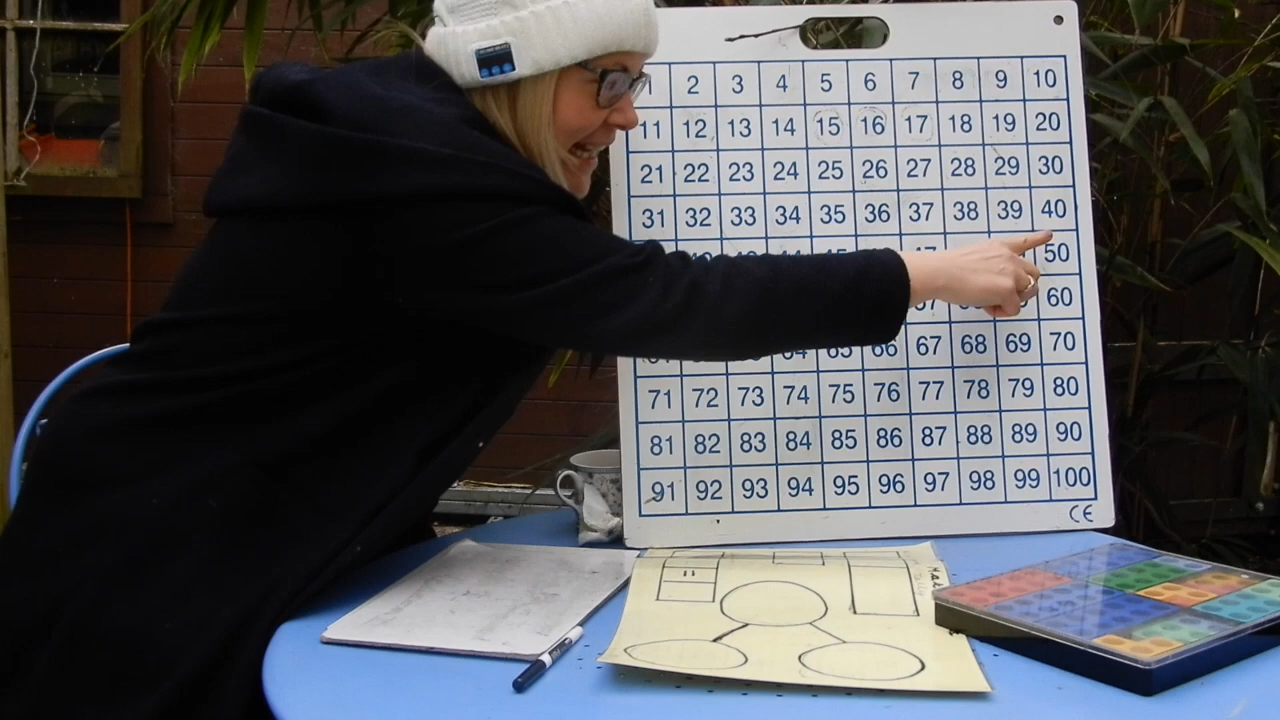 1 2 3 4 5 6 7 8 9 10
11 12 13 14 15 16 17 18 19 20
21 22 23 24 25 26 27 28 29 30
31 32 33 34 35 36 37 38 39 40
47 50
57 60
65 66 67 68 69 70
71 72 73 74 75 76 77 78 79 80
81 82 83 84 85 86 87 88 89 90
91 92 93 94 95 96 97 98 99 100
CE
=